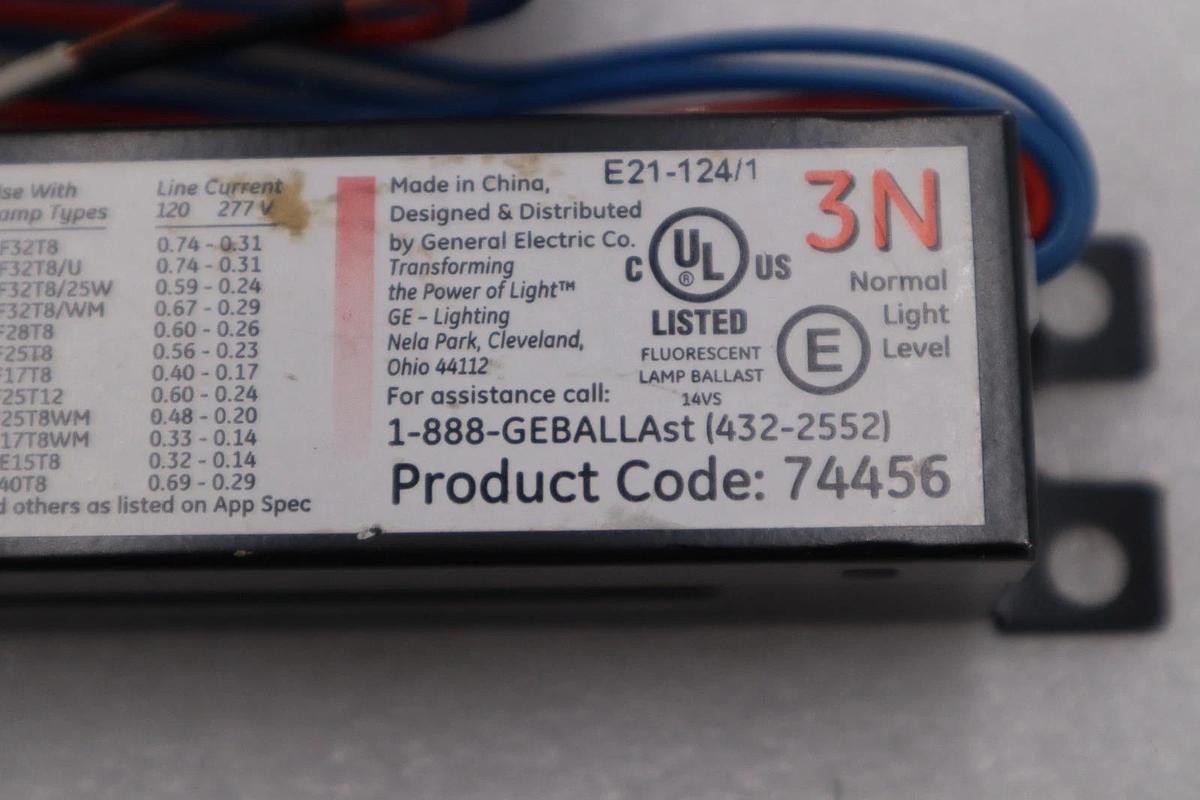 se With Line Current
amp Types 120 277 V
F32T8 0.74 - 0.31
F32T8/U 0.74 - 0.31
F32T8/25W 0.59 - 0.24
F32T8/WM 0.67 - 0.29
F28T8 0.60 - 0.26
F25T8 0.56 - 0.23
F17T8 0.40 - 0.17
F25T12 0.60 - 0.24
25T8WM 0.48 - 0.20
17T8WM 0.33 - 0.14
E15T8 0.32 - 0.14
40T8 0.69 - 0.29
d others as listed on App Spec
Made in China,
Designed & Distributed
by General Electric Co.
Transforming
the Power of Light™
GE – Lighting
Nela Park, Cleveland,
Ohio 44112
For assistance call:
1-888-GEBALLAst (432-2552)
Product Code: 74456
E21-124/1
C UL ® US
LISTED
FLUORESCENT
LAMP BALLAST
14VS
3N
Normal
Light
Level
E